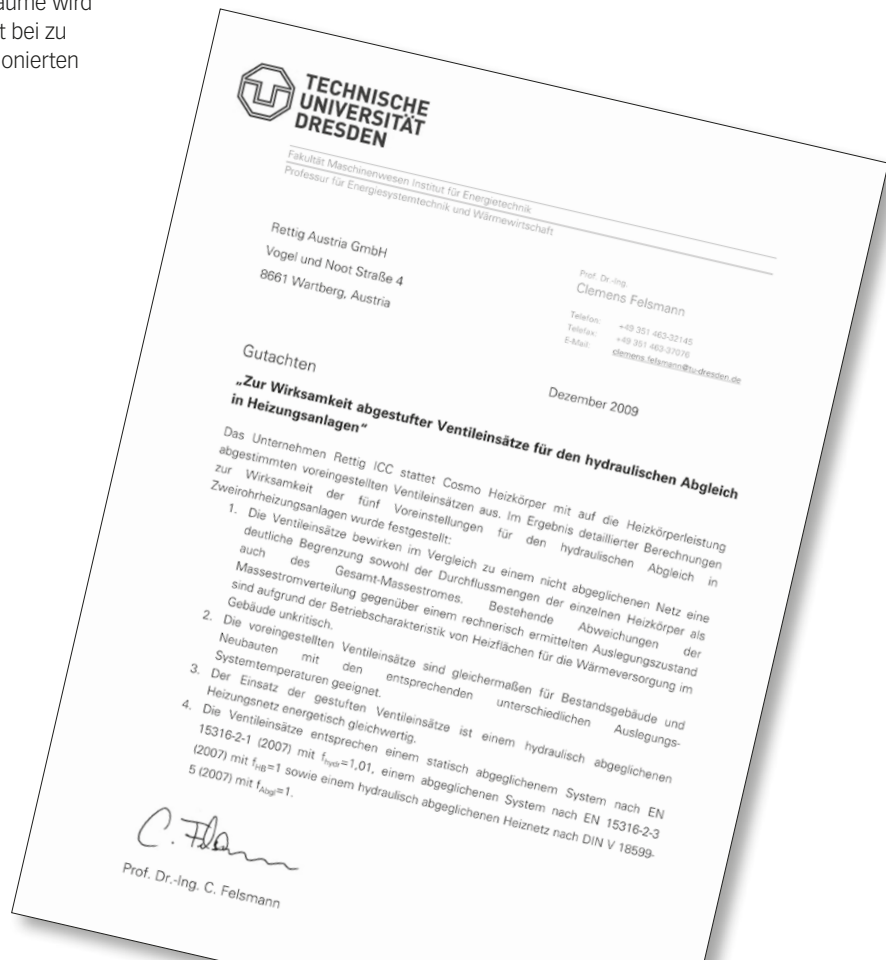 äume wird
t bei zu
onierten
TECHNISCHE
UNIVERSITÄT
DRESDEN
Fakultät Maschinenwesen Institut für Energietechnik
Professur für Energiesystemtechnik und Wärmewirtschaft
Rettig Austria GmbH
Vogel und Noot Straße 4
8661 Wartberg, Austria
Prof. Dr.-Ing.
Clemens Felsmann
Telefon: +49 351 463-32145
Telefax: +49 351 463-37076
E-Mail: clemens.felsmann@tu-dresden.de
Gutachten
Dezember 2009
„Zur Wirksamkeit abgestufter Ventileinsätze für den hydraulischen Abgleich
in Heizungsanlagen"
Das Unternehmen Rettig ICC stattet Cosmo Heizkörper mit auf die Heizkörperleistung
abgestimmten voreingestellten Ventileinsätzen aus. Im Ergebnis detaillierter Berechnungen
zur Wirksamkeit der fünf Voreinstellungen für den hydraulischen Abgleich in
Zweirohrheizungsanlagen wurde festgestellt:
1. Die Ventileinsätze bewirken im Vergleich zu einem nicht abgeglichenen Netz eine
deutliche Begrenzung sowohl der Durchflussmengen der einzelnen Heizkörper als
auch des Gesamt-Massestromes. Bestehende Abweichungen der
Massestromverteilung gegenüber einem rechnerisch ermittelten Auslegungszustand
sind aufgrund der Betriebscharakteristik von Heizflächen für die Wärmeversorgung im
Gebäude unkritisch.
2. Die voreingestellten Ventileinsätze sind gleichermaßen für Bestandsgebäude und
Neubauten mit den entsprechenden unterschiedlichen Auslegungs-
Systemtemperaturen geeignet.
3. Der Einsatz der gestuften Ventileinsätze ist einem hydraulisch abgeglichenen
Heizungsnetz energetisch gleichwertig.
4. Die Ventileinsätze entsprechen einem statisch abgeglichenem System nach EN
15316-2-1 (2007) mit fhydr=1,01, einem abgeglichenen System nach EN 15316-2-3
(2007) mit fHB=1 sowie einem hydraulisch abgeglichenen Heiznetz nach DIN V 18599-
5 (2007) mit fAbgl=1.
C. Felsmann
Prof. Dr.-Ing. C. Felsmann